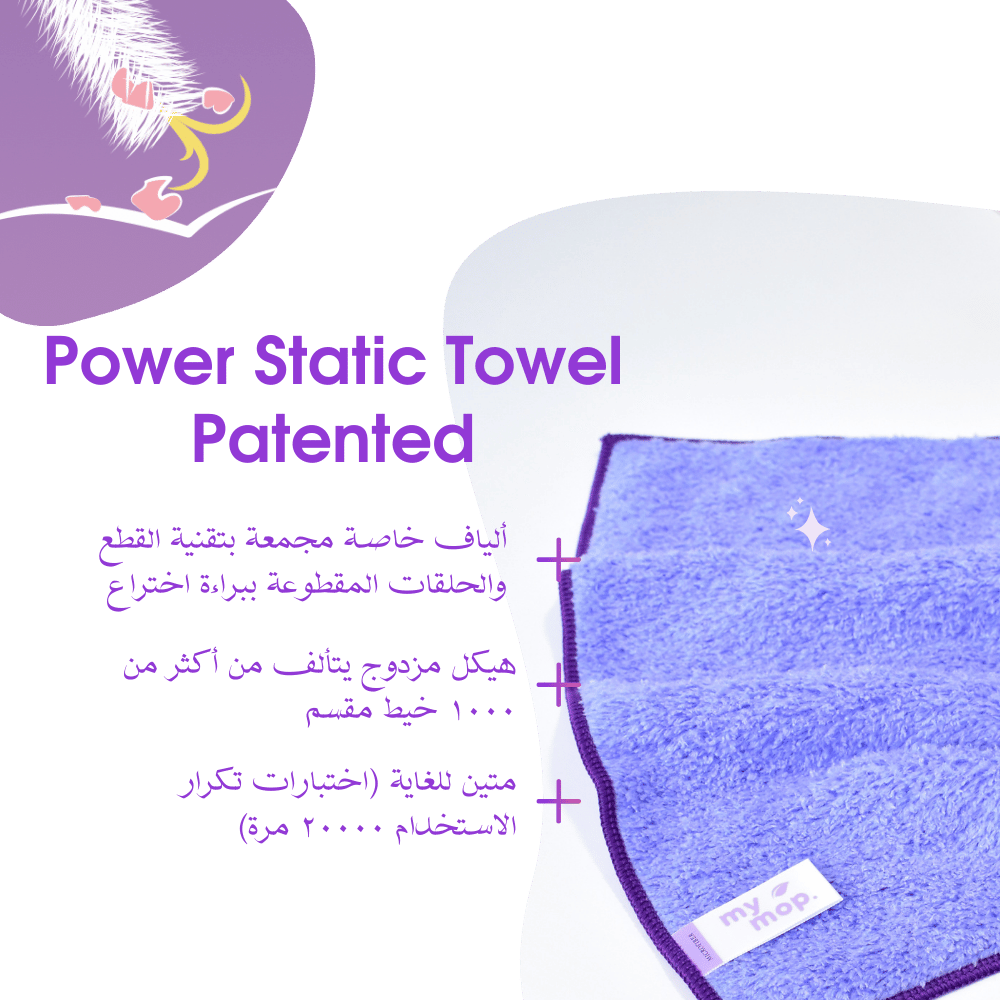 Power Static Towel
Patented
ألياف خاصة مجمعة بتقنية القطع
والحلقات المقطوعة ببراءة اختراع
هيكل مزدوج يتألف من أكثر من
١٠٠٠ خيط مقسم
متين للغاية (اختبارات تكرار
الاستخدام ٢٠٠٠٠ مرة)
my
mop.
MICROFIBER